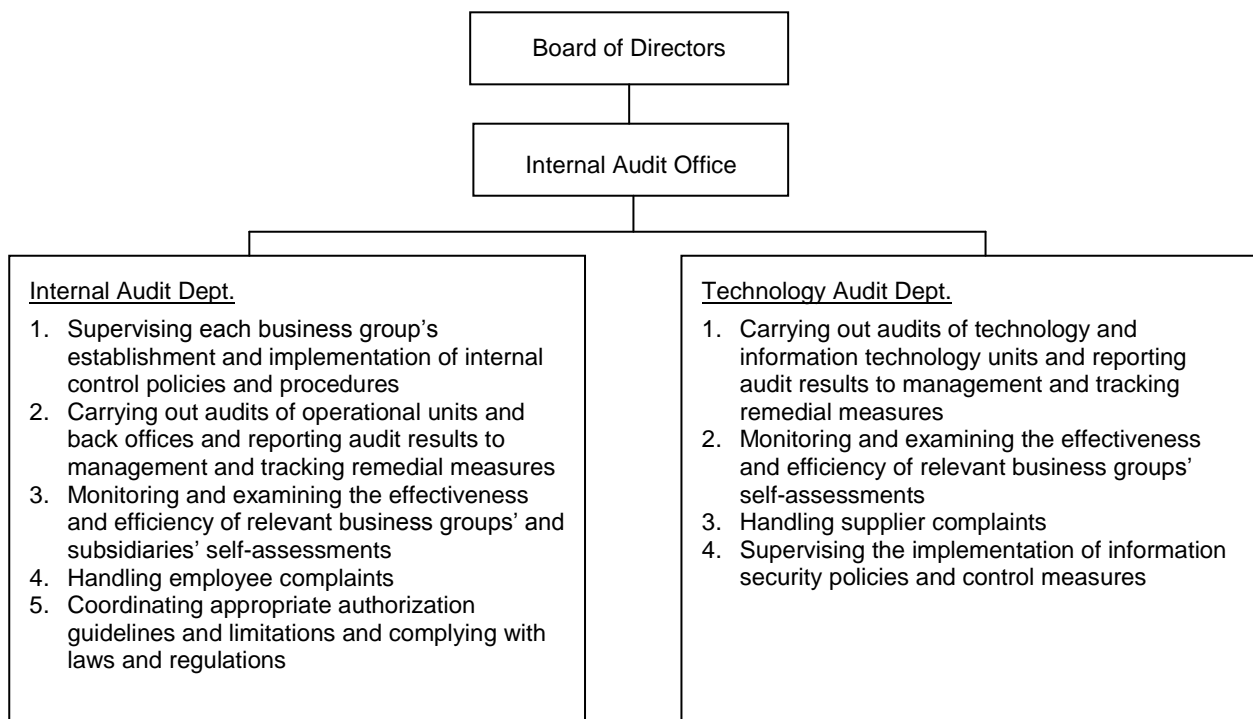 Board of Directors
Internal Audit Office
Internal Audit Dept.
1. Supervising each business group’s
establishment and implementation of internal
control policies and procedures
2. Carrying out audits of operational units and
back offices and reporting audit results to
management and tracking remedial measures
3. Monitoring and examining the effectiveness
and efficiency of relevant business groups’ and
subsidiaries’ self-assessments
4. Handling employee complaints
5. Coordinating appropriate authorization
guidelines and limitations and complying with
laws and regulations
Technology Audit Dept.
1. Carrying out audits of technology and
information technology units and reporting
audit results to management and tracking
remedial measures
2. Monitoring and examining the effectiveness
and efficiency of relevant business groups’
self-assessments
3. Handling supplier complaints
4. Supervising the implementation of information
security policies and control measures